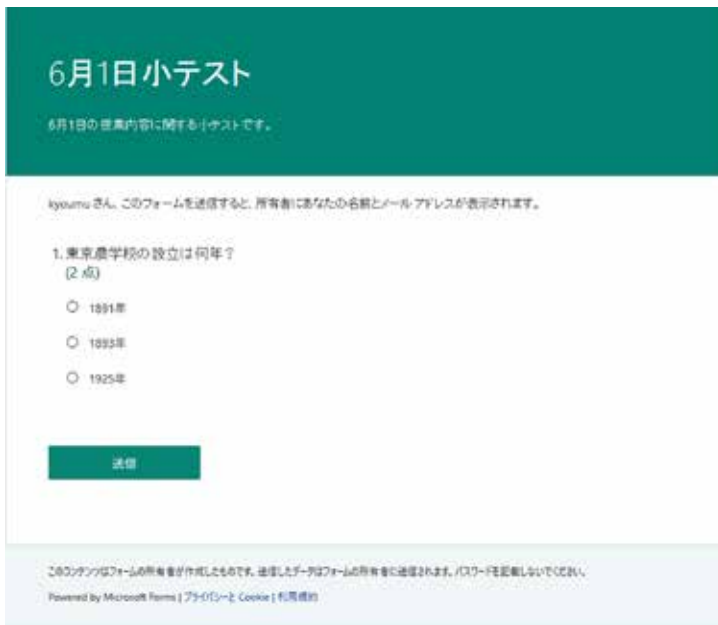 6月1日小テスト
6月1日の授業内容に関する小テストです。
kyoumu さん、このフォームを送信すると、所有者にあなたの名前とメール アドレスが表示されます。
1. 東京農学校の設立は何年？
(2 点)
1891年
1893年
1925年
送信
このコンテンツはフォームの所有者が作成したものです。送信したデータはフォームの所有者に送信されます。パスワードを記載しないでください。
Powered by Microsoft Forms | プライバシーと Cookie | 利用規約